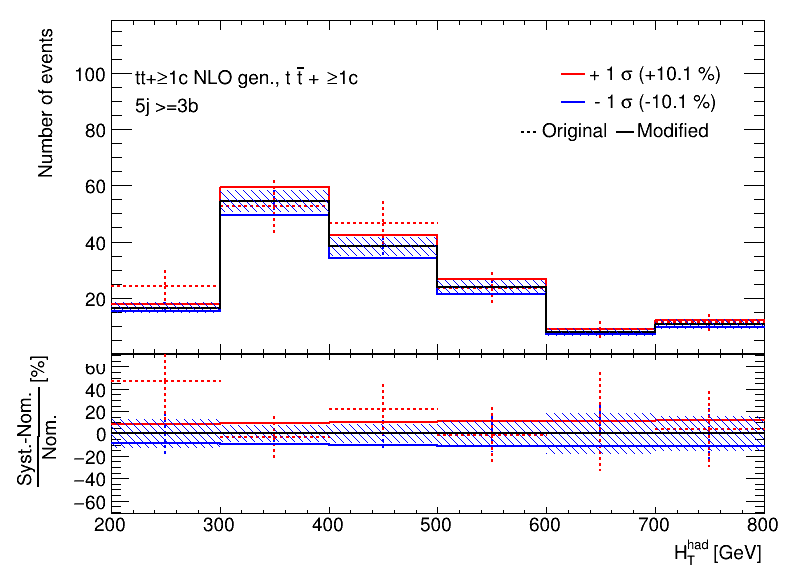 Number of events
100
80
60
40
20
tt+≥1c NLO gen., t t̄ + ≥1c
5j >=3b
+ 1 σ (+10.1 %)
- 1 σ (-10.1 %)
Original
Modified
Syst.-Nom.
Nom.
[%]
60
40
20
0
−20
−40
−60
200 300 400 500 600 700 800
H_T^had [GeV]